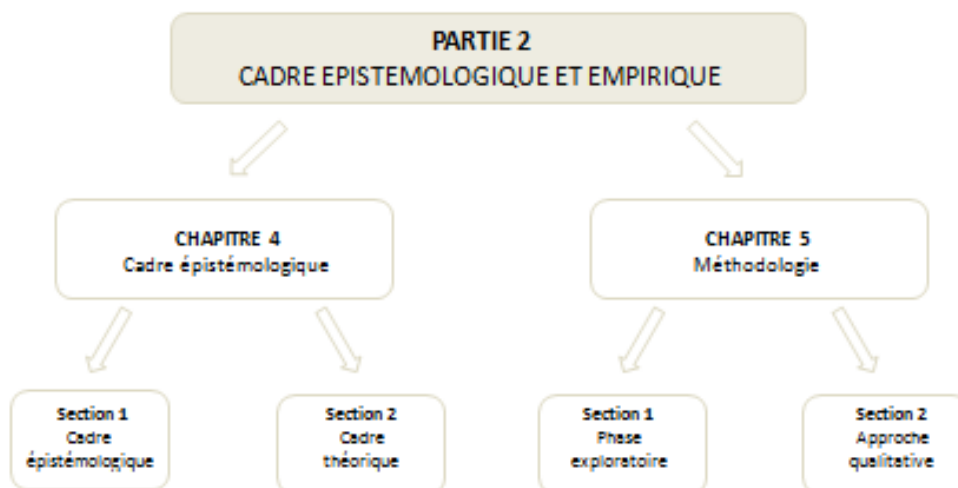 PARTIE 2
CADRE EPISTEMOLOGIQUE ET EMPIRIQUE
CHAPITRE 4
Cadre épistémologique
CHAPITRE 5
Méthodologie
Section 1
Cadre
épistémologique
Section 2
Cadre
théorique
Section 1
Phase
exploratoire
Section 2
Approche
qualitative